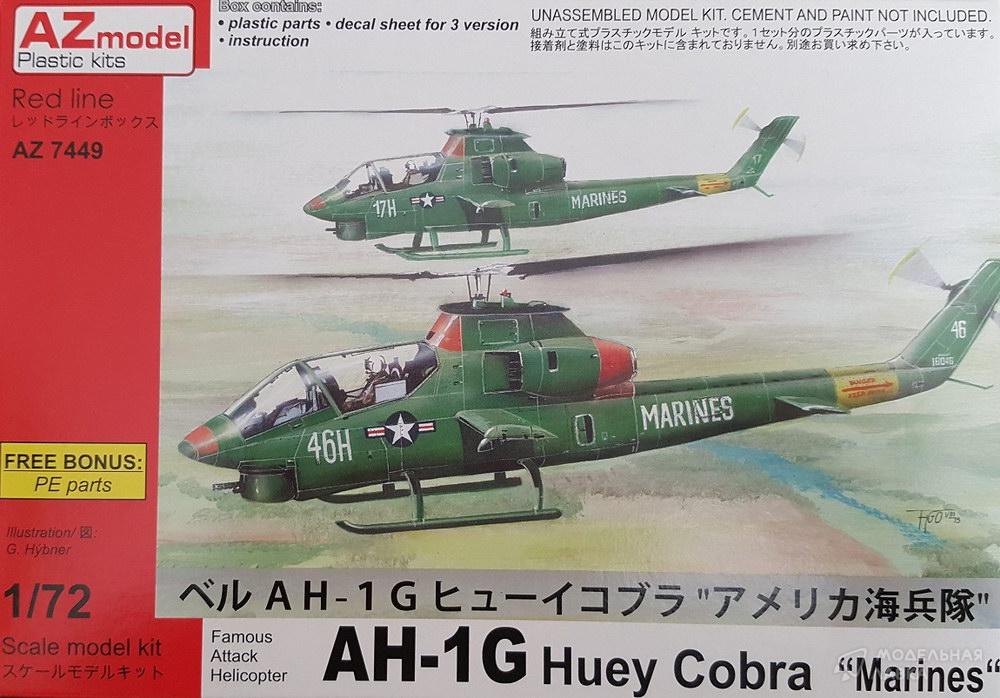 AZmodel
Plastic kits
Box contains:
• plastic parts • decal sheet for 3 version
• instruction
UNASSEMBLED MODEL KIT. CEMENT AND PAINT NOT INCLUDED.
組み立て式プラスチックモデル キットです。1セット分のプラスチックパーツが入っています。
接着剤と塗料はこのキットに含まれておりません。別途お買い求め下さい。
Red line
レッドラインボックス
AZ 7449
17
17H
MARINES
46
16046
46H
MARINES
DANGER
FREE BONUS:
PE parts
Illustration/ 図:
G. Hýbner
1/72
Scale model kit
スケールモデルキット
ベル AH-1G ヒューイコブラ "アメリカ海兵隊"
Famous
Attack
Helicopter
AH-1G Huey Cobra “Marines“
МОДЕЛЬНАЯ